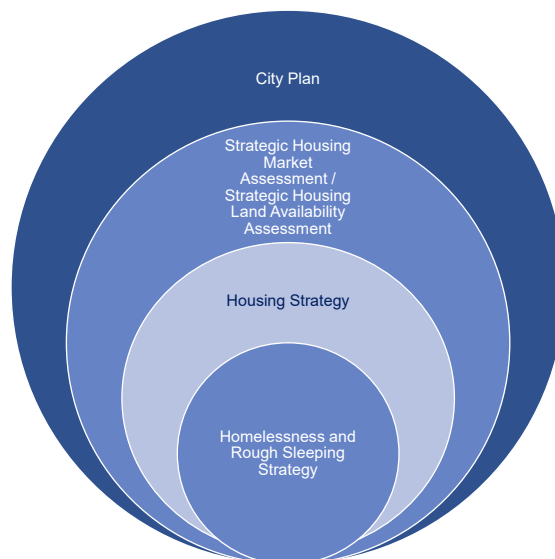 City Plan
Strategic Housing
Market
Assessment /
Strategic Housing
Land Availability
Assessment
Housing Strategy
Homelessness and
Rough Sleeping
Strategy